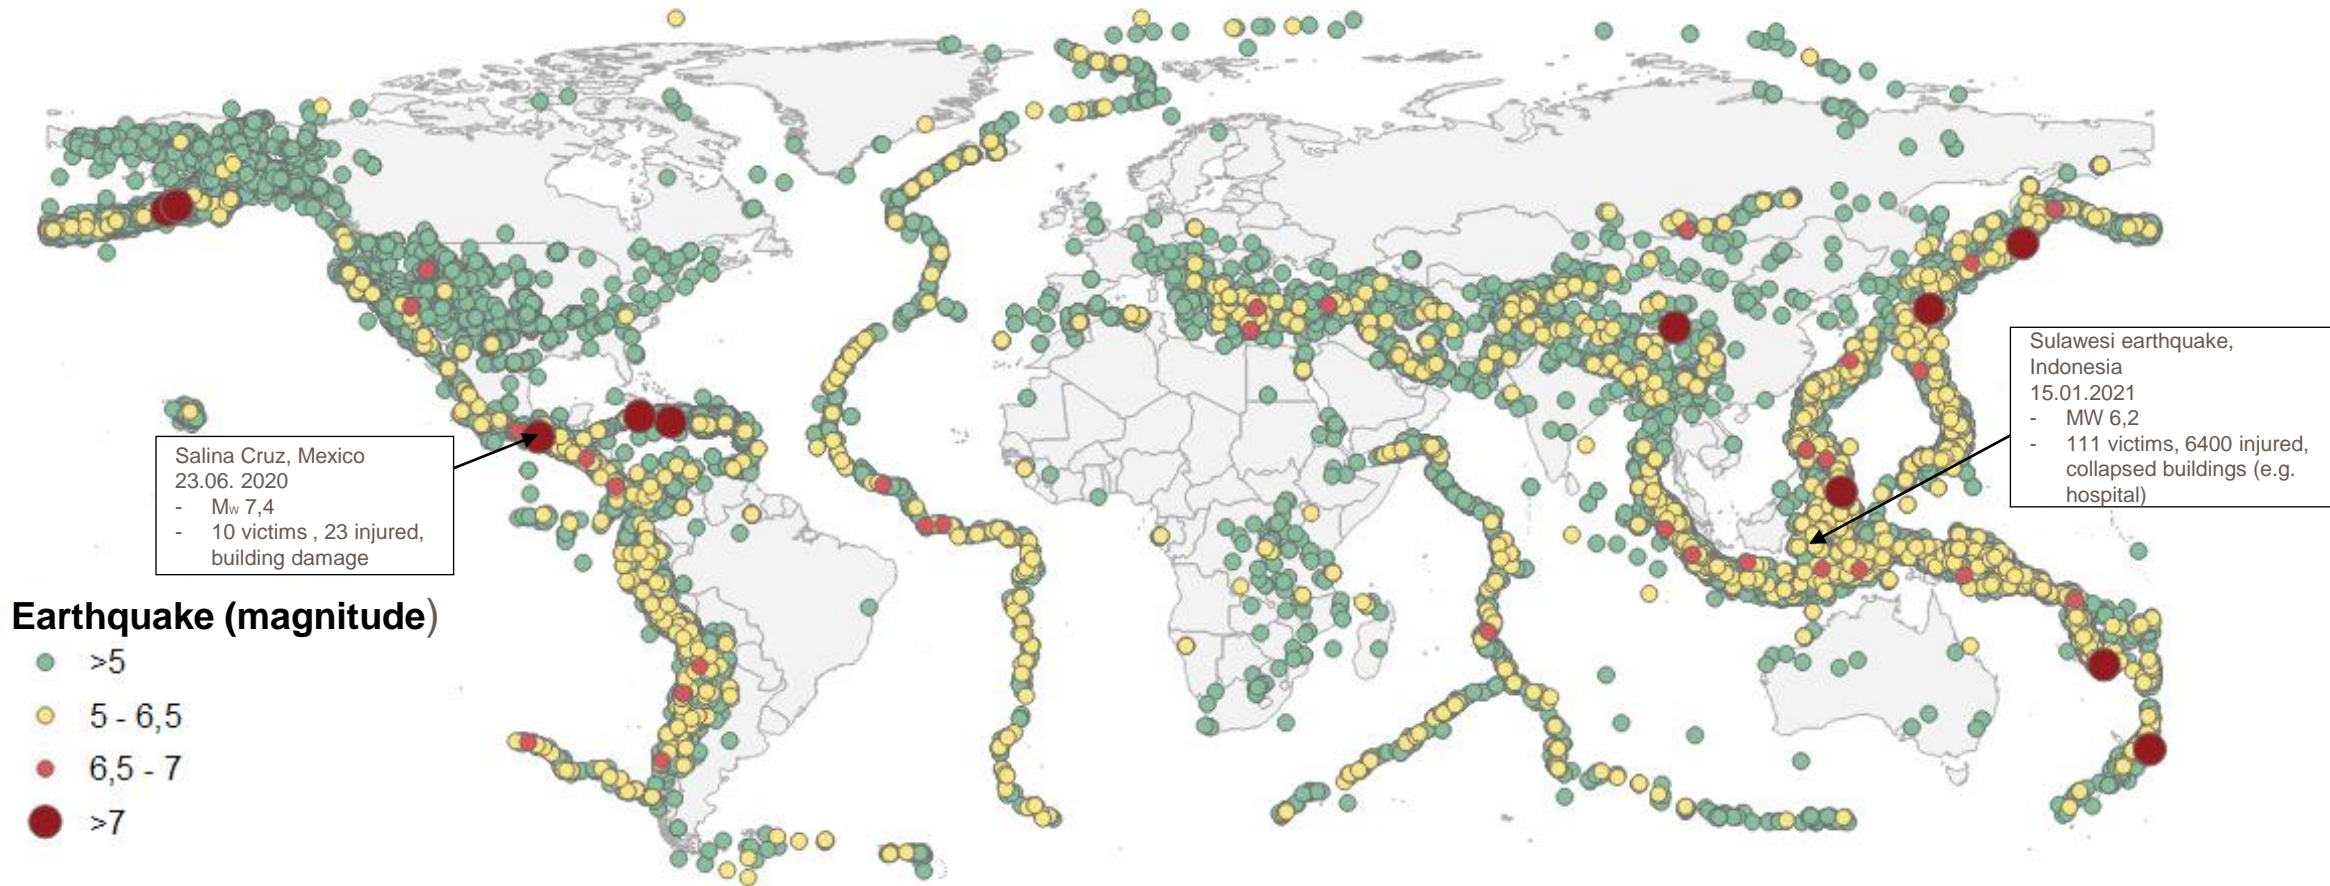 Sulawesi earthquake,
Indonesia
15.01.2021
- MW 6,2
- 111 victims, 6400 injured,
collapsed buildings (e.g.
hospital)
Salina Cruz, Mexico
23.06. 2020
- Mw 7,4
- 10 victims , 23 injured,
building damage
Earthquake (magnitude)
>5
5 - 6,5
6,5 - 7
>7